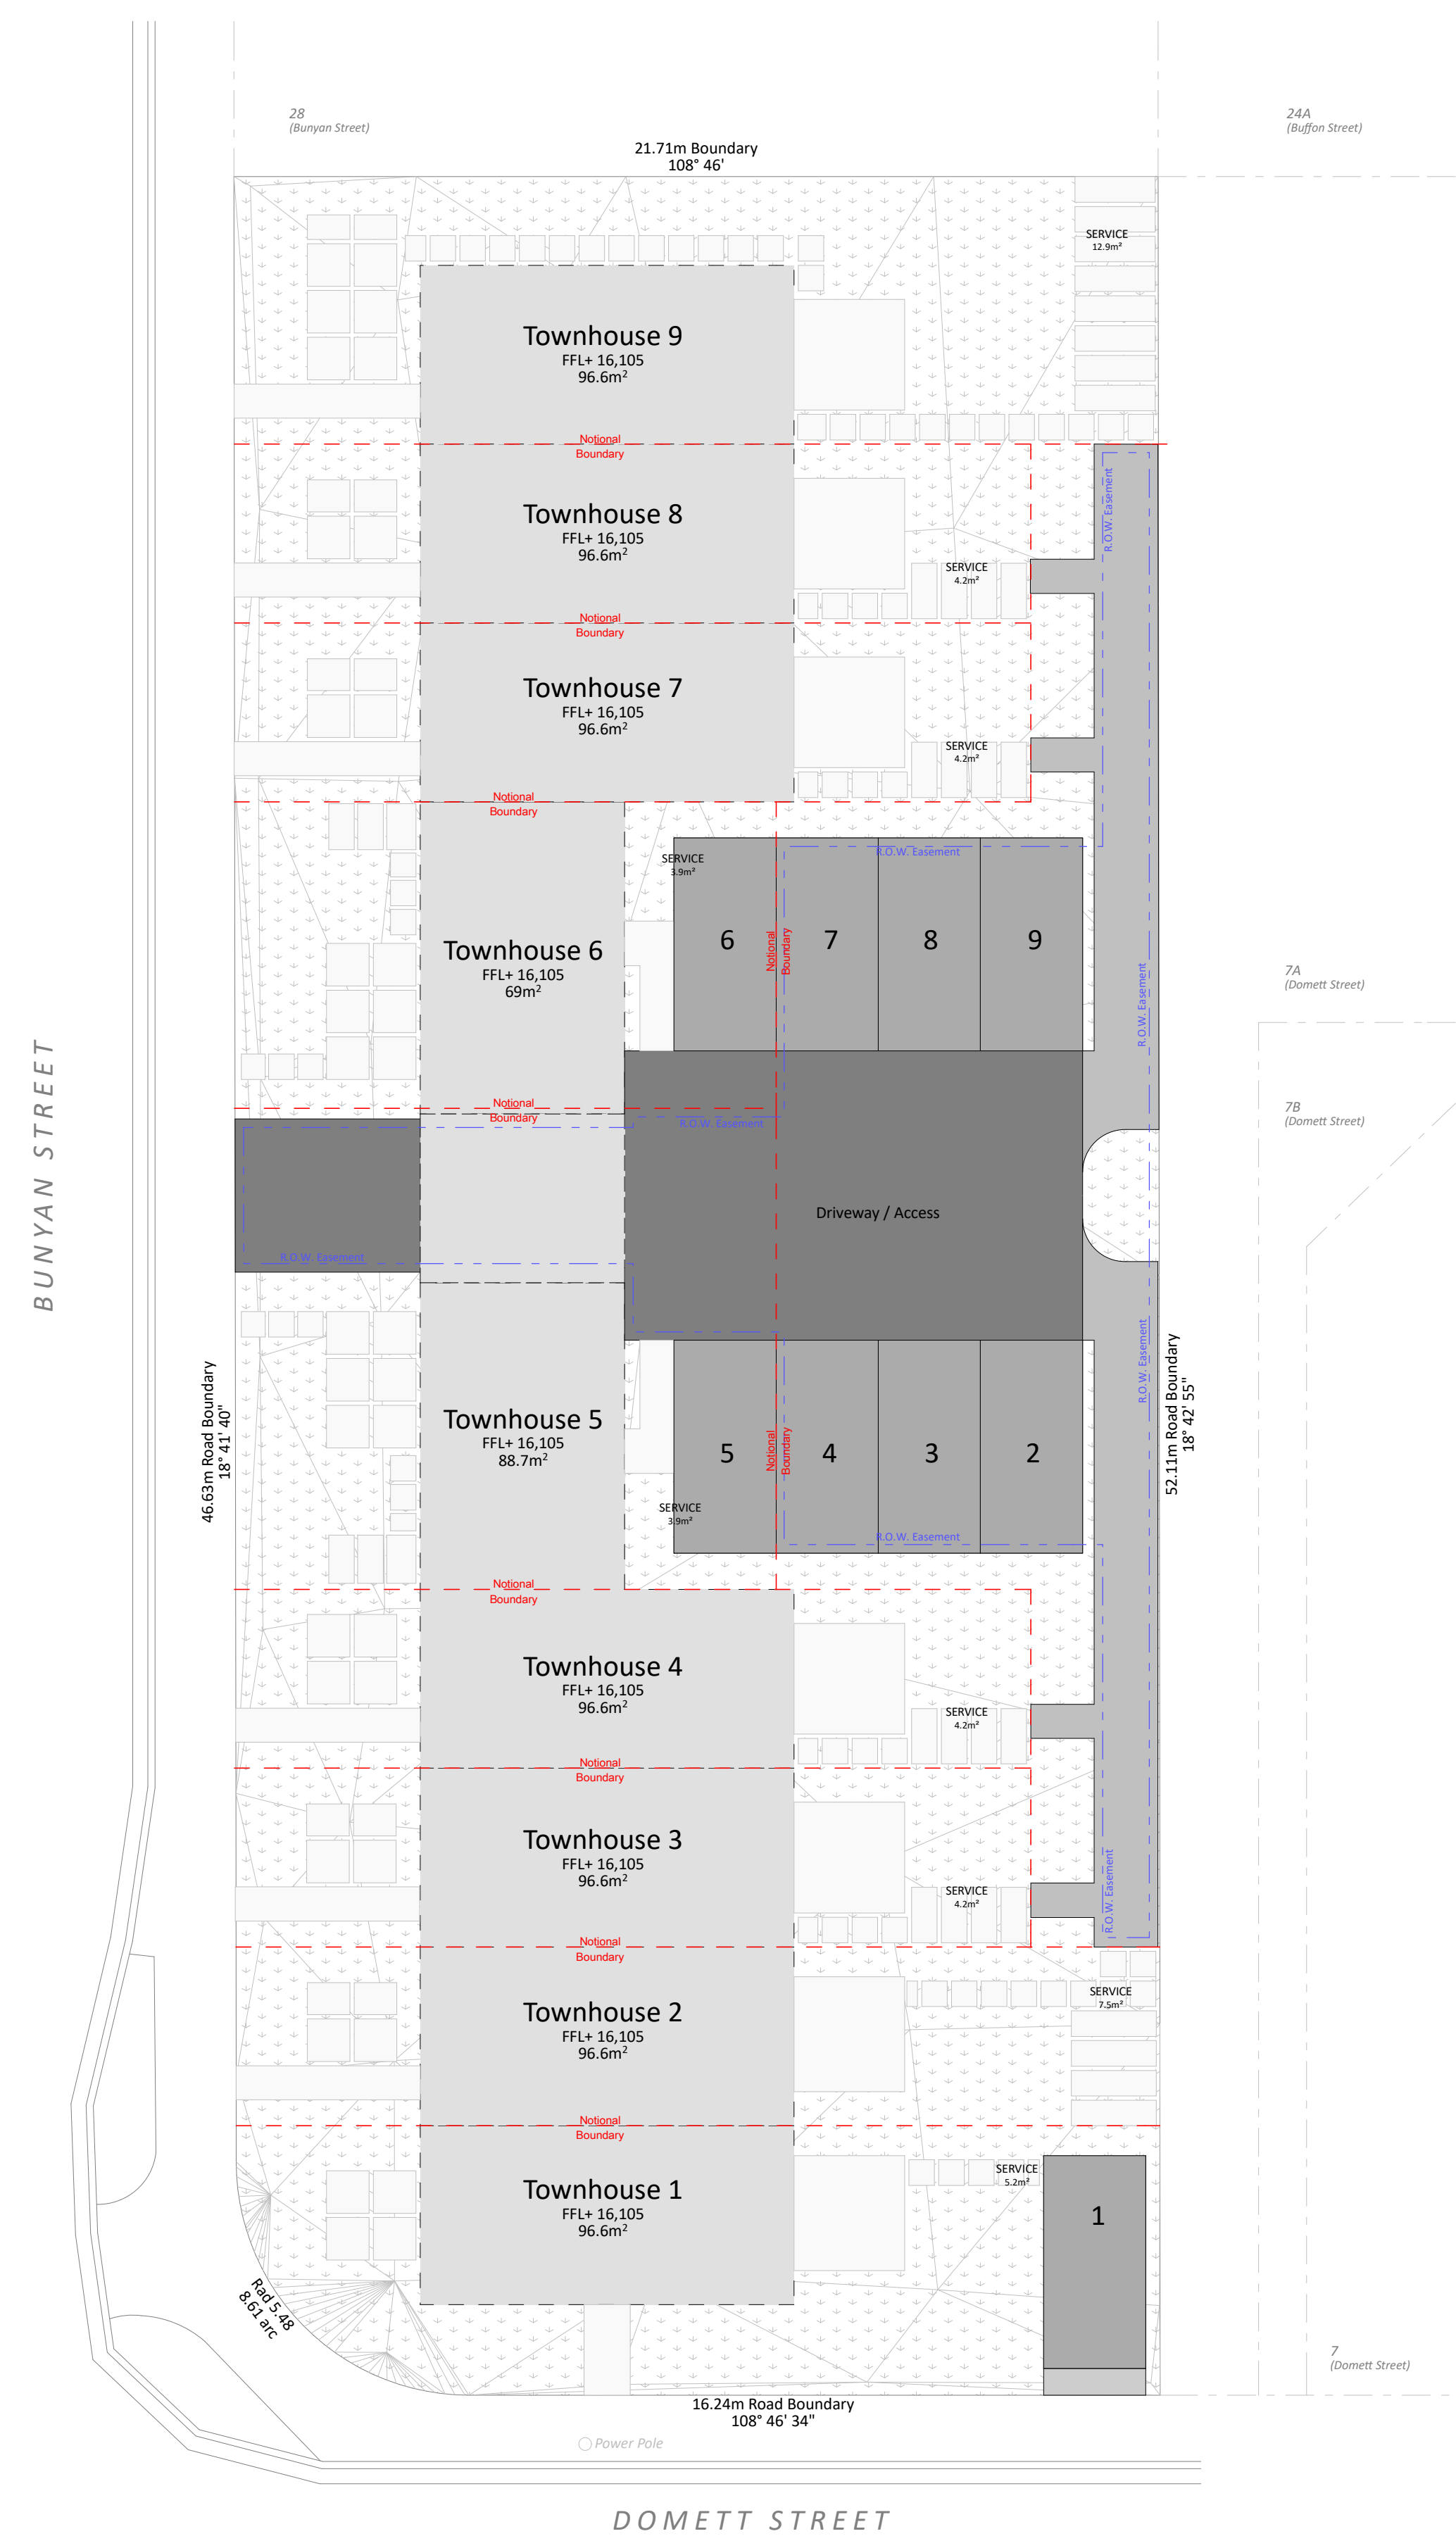 28
(Bunyan Street)
24A
(Buffon Street)
21.71m Boundary
108° 46'
SERVICE
12.9m²
Townhouse 9
FFL+ 16,105
96.6m²
Notional
Boundary
R.O.W. Easement
Townhouse 8
FFL+ 16,105
96.6m²
SERVICE
4.2m²
Notional
Boundary
Townhouse 7
FFL+ 16,105
96.6m²
SERVICE
4.2m²
Notional
Boundary
SERVICE
3.9m²
R.O.W. Easement
Townhouse 6
FFL+ 16,105
69m²
6
7
8
9
Notional
Boundary
R.O.W. Easement
7A
(Domett Street)
7B
(Domett Street)
Notional
Boundary
R.O.W. Easement
BUNYAN STREET
Driveway / Access
R.O.W. Easement
46.63m Road Boundary
18° 41' 40"
Townhouse 5
FFL+ 16,105
88.7m²
5
4
3
2
Notional
Boundary
R.O.W. Easement
52.11m Road Boundary
18° 42' 55"
SERVICE
3.9m²
R.O.W. Easement
Notional
Boundary
Townhouse 4
FFL+ 16,105
96.6m²
SERVICE
4.2m²
Notional
Boundary
Townhouse 3
FFL+ 16,105
96.6m²
SERVICE
4.2m²
R.O.W. Easement
Notional
Boundary
Townhouse 2
FFL+ 16,105
96.6m²
SERVICE
7.5m²
Notional
Boundary
Townhouse 1
FFL+ 16,105
96.6m²
SERVICE
5.2m²
1
Rad 5.48
8.61 arc
7
(Domett Street)
16.24m Road Boundary
108° 46' 34"
Power Pole
DOMETT STREET